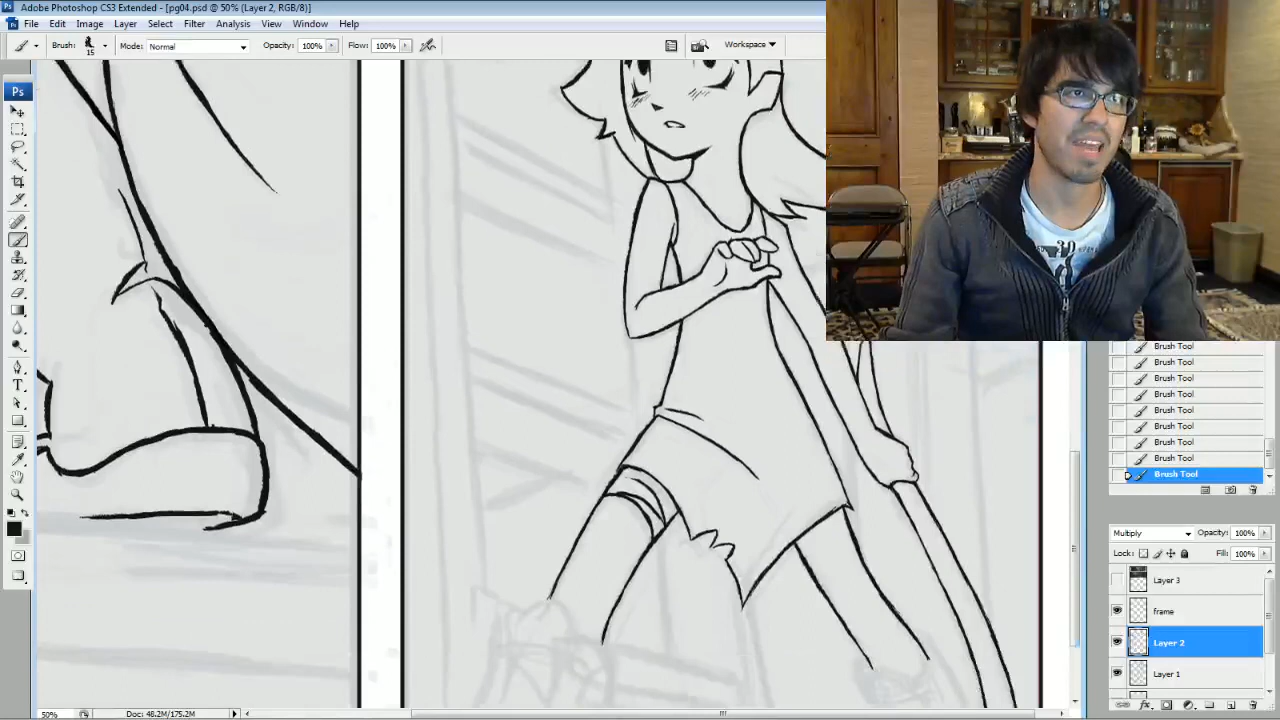 Adobe Photoshop CS3 Extended - [pg04.psd @ 50% (Layer 2, RGB/8)]
File Edit Image Layer Select Filter Analysis View Window Help
Brush: 15 Mode: Normal Opacity: 100% Flow: 100% Workspace
Ps
Brush Tool
Brush Tool
Brush Tool
Brush Tool
Brush Tool
Brush Tool
Brush Tool
Brush Tool
Brush Tool
Multiply Opacity: 100%
Lock: Fill: 100%
Layer 3
frame
Layer 2
Layer 1
50% Doc: 48.2M/175.2M